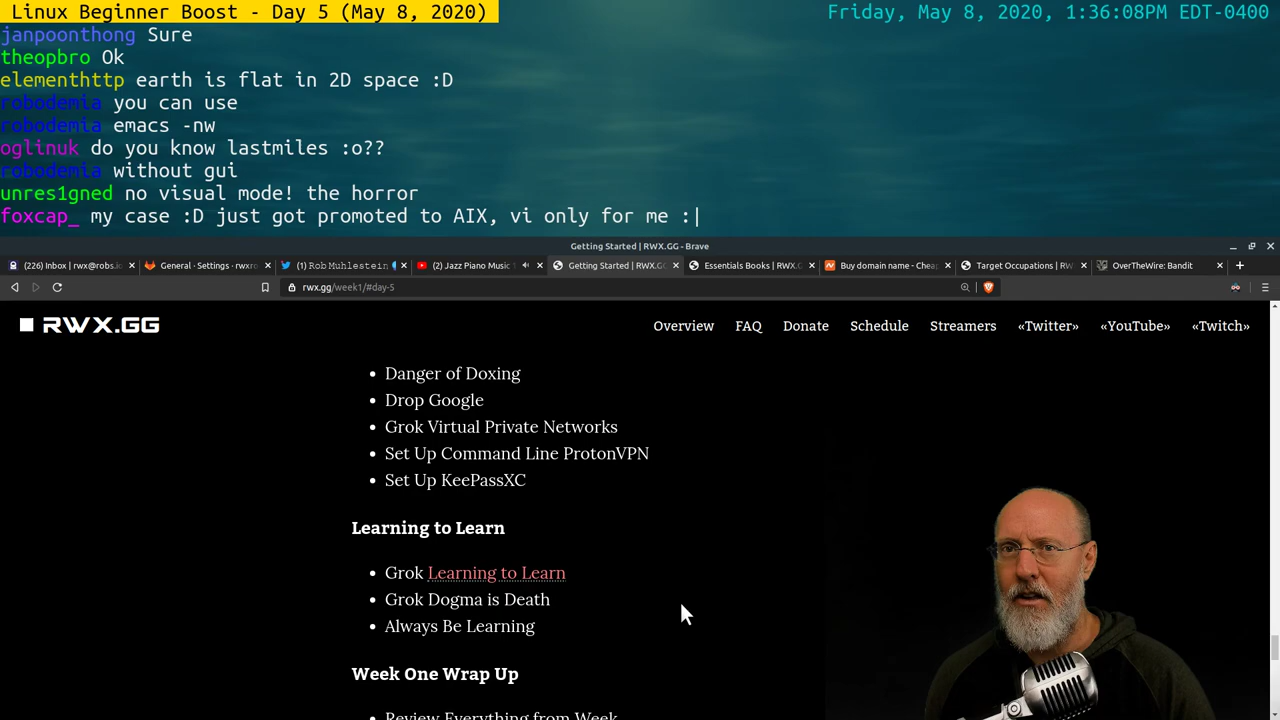 Linux Beginner Boost - Day 5 (May 8, 2020)
Friday, May 8, 2020, 1:36:08PM EDT-0400
janpoonthong Sure
theopbro Ok
elementhttp earth is flat in 2D space :D
robodemia you can use
robodemia emacs -nw
oglinuk do you know lastmiles :o??
robodemia without gui
unres1gned no visual mode! the horror
foxcap_ my case :D just got promoted to AIX, vi only for me :|
Getting Started | RWX.GG - Brave
(226) Inbox | rwx@robs.io
General · Settings · rwxro
(1) Rob Muhlestein
(2) Jazz Piano Music
Getting Started | RWX.GG
Essentials Books | RWX.G
Buy domain name - Cheap
Target Occupations | RW
OverTheWire: Bandit
rwx.gg/week1/#day-5
RWX.GG
Overview FAQ Donate Schedule Streamers «Twitter» «YouTube» «Twitch»
• Danger of Doxing
• Drop Google
• Grok Virtual Private Networks
• Set Up Command Line ProtonVPN
• Set Up KeePassXC
Learning to Learn
• Grok Learning to Learn
• Grok Dogma is Death
• Always Be Learning
Week One Wrap Up
• Review Everything from Week